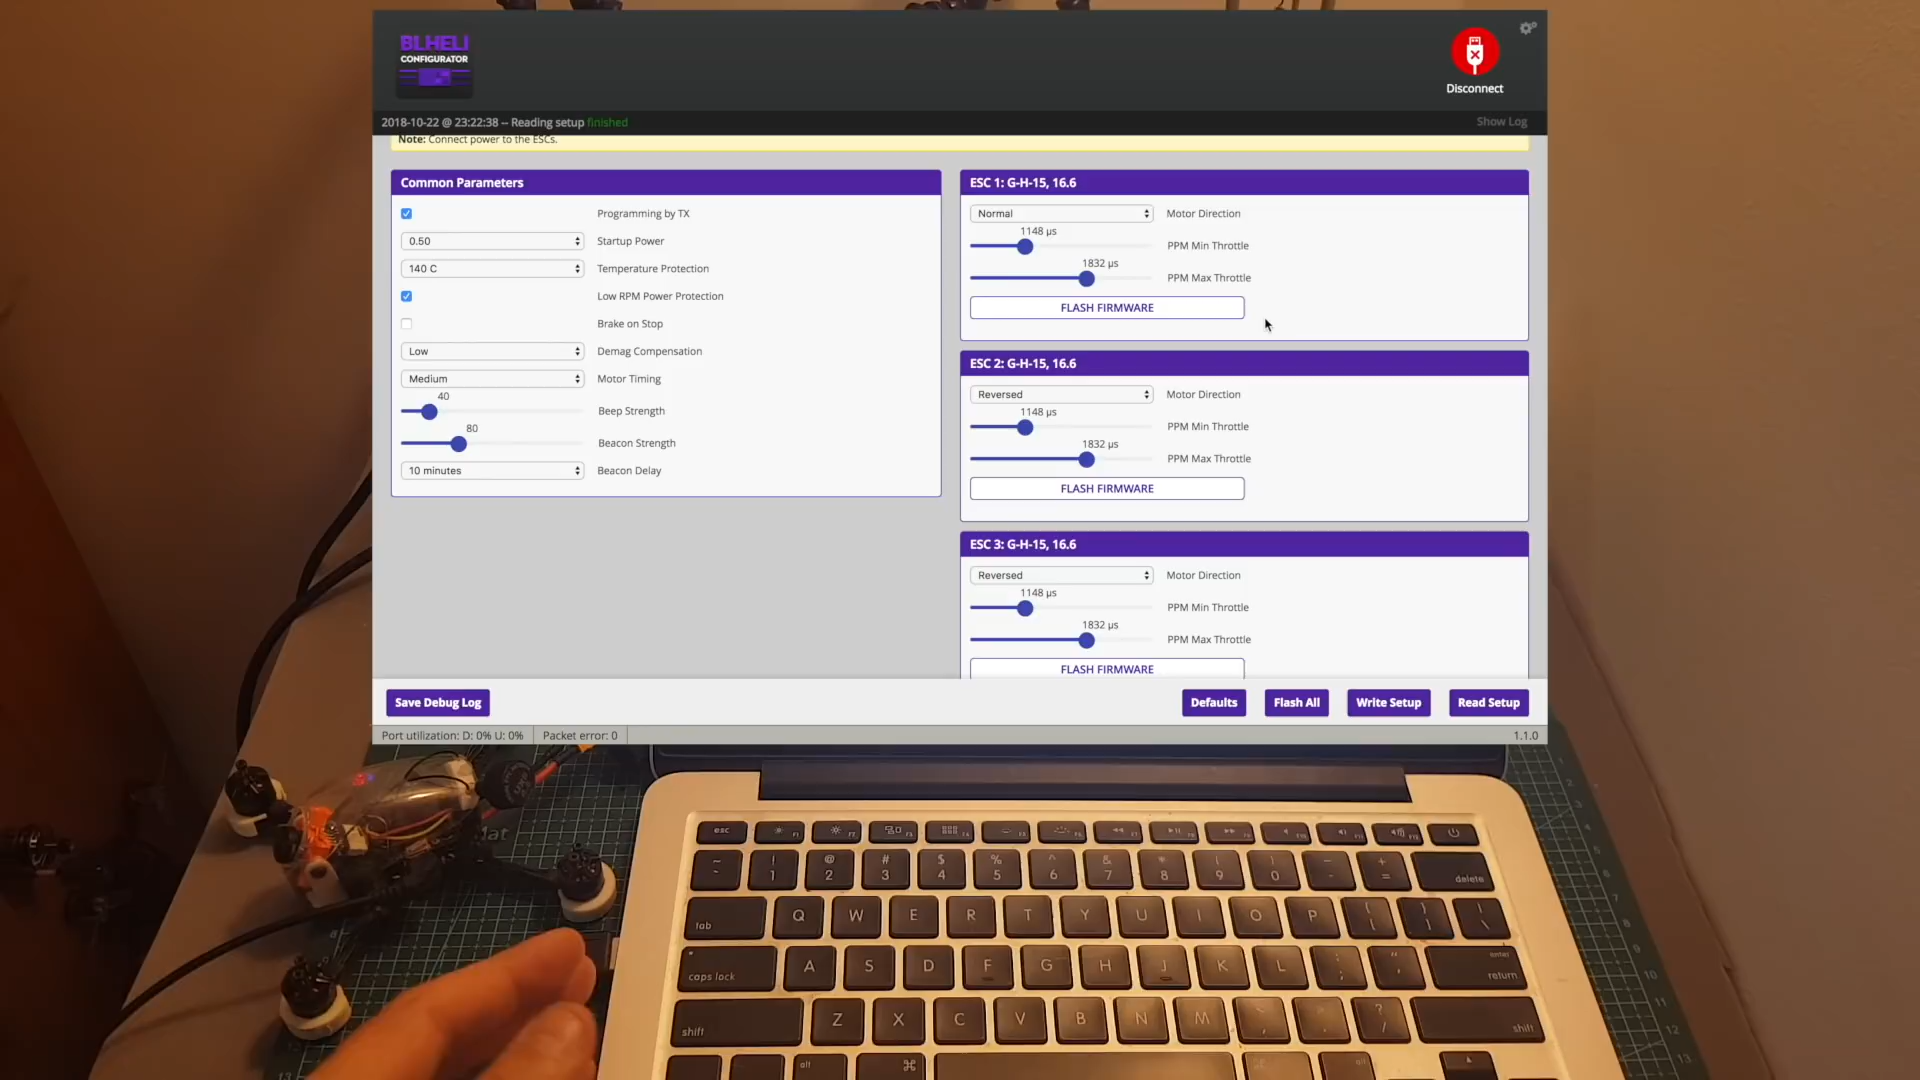 BLHELI
CONFIGURATOR
Disconnect
2018-10-22 @ 23:22:38 -- Reading setup finished
Show Log
Note: Connect power to the ESCs.
Common Parameters
Programming by TX
0.50 Startup Power
140 C Temperature Protection
Low RPM Power Protection
Brake on Stop
Low Demag Compensation
Medium Motor Timing
40
Beep Strength
80
Beacon Strength
10 minutes Beacon Delay
ESC 1: G-H-15, 16.6
Normal Motor Direction
1148 µs
PPM Min Throttle
1832 µs
PPM Max Throttle
FLASH FIRMWARE
ESC 2: G-H-15, 16.6
Reversed Motor Direction
1148 µs
PPM Min Throttle
1832 µs
PPM Max Throttle
FLASH FIRMWARE
ESC 3: G-H-15, 16.6
Reversed Motor Direction
1148 µs
PPM Min Throttle
1832 µs
PPM Max Throttle
FLASH FIRMWARE
Save Debug Log
Defaults Flash All Write Setup Read Setup
Port utilization: D: 0% U: 0% Packet error: 0
1.1.0
Mat
esc
~ ! @ # $ % ^ & * ( ) _ +
1 2 3 4 5 6 7 8 9 0 - = delete
tab Q W E R T Y U I O P { } |
[ ] \
caps lock A S D F G H J K L : " enter
; ' return
shift Z X C V B N M ? / shift
alt ⌘
8
10
12
13
13